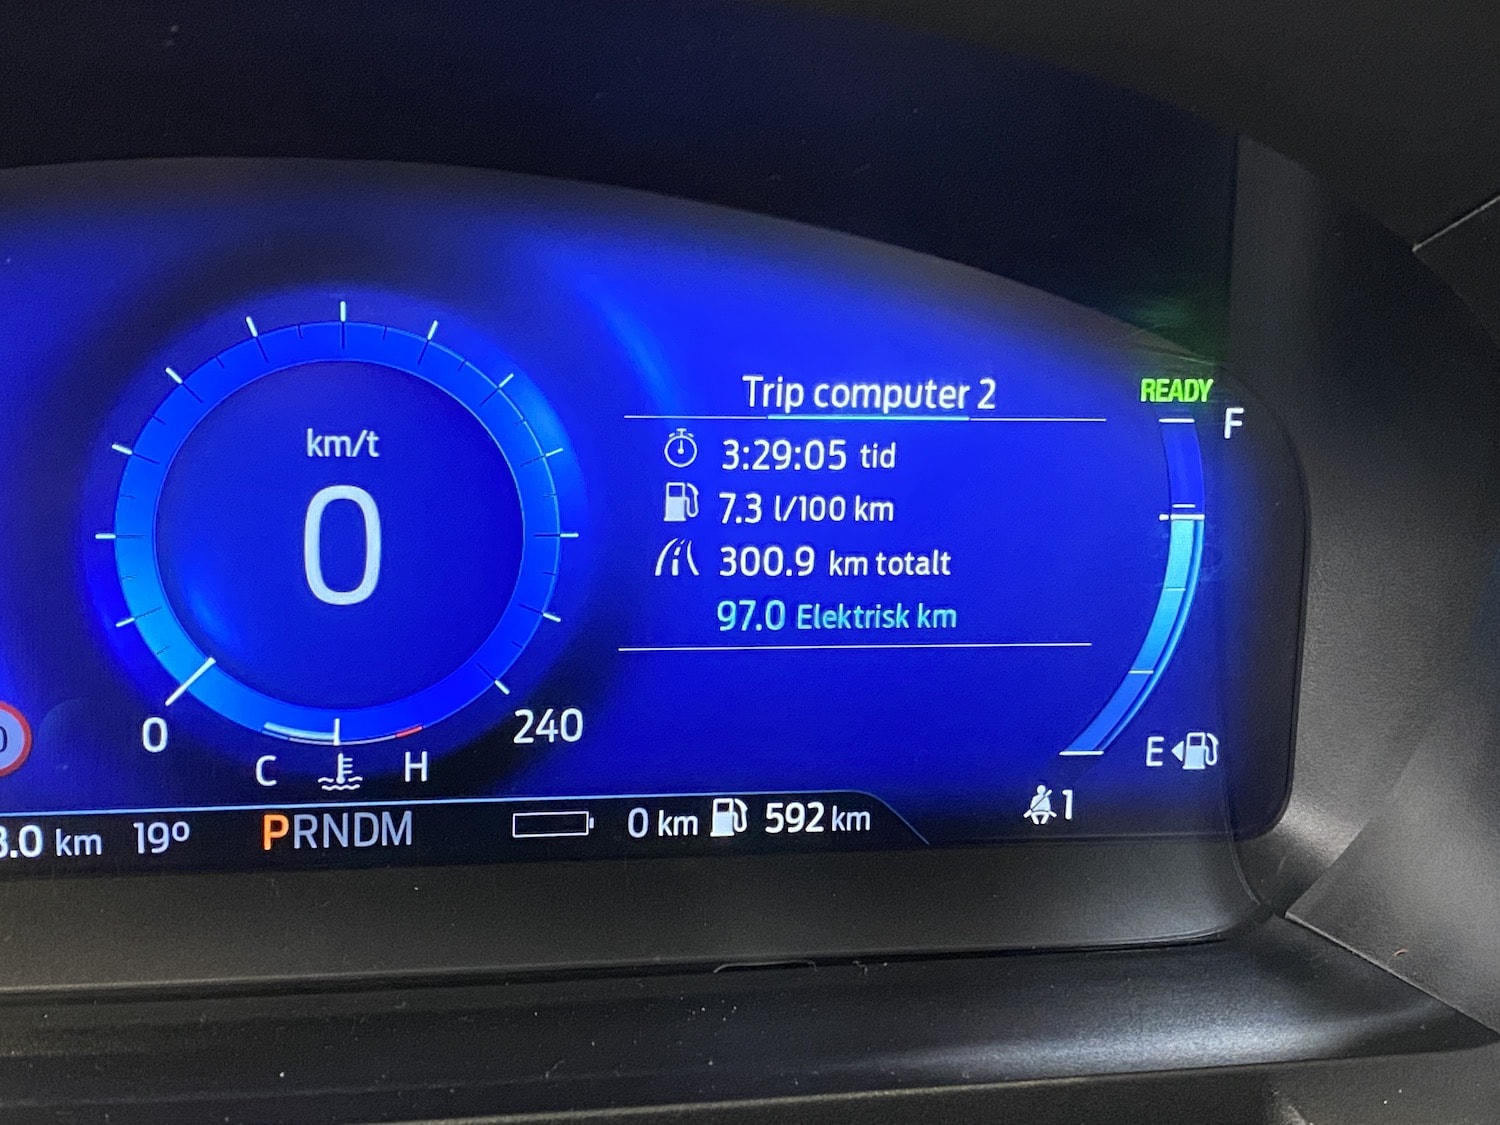 Trip computer 2
READY
F
km/t
3:29:05 tid
0
7.3 l/100 km
300.9 km totalt
97.0 Elektrisk km
0
240
E
C
H
1
km
19º
PRNDM
0 km
592 km